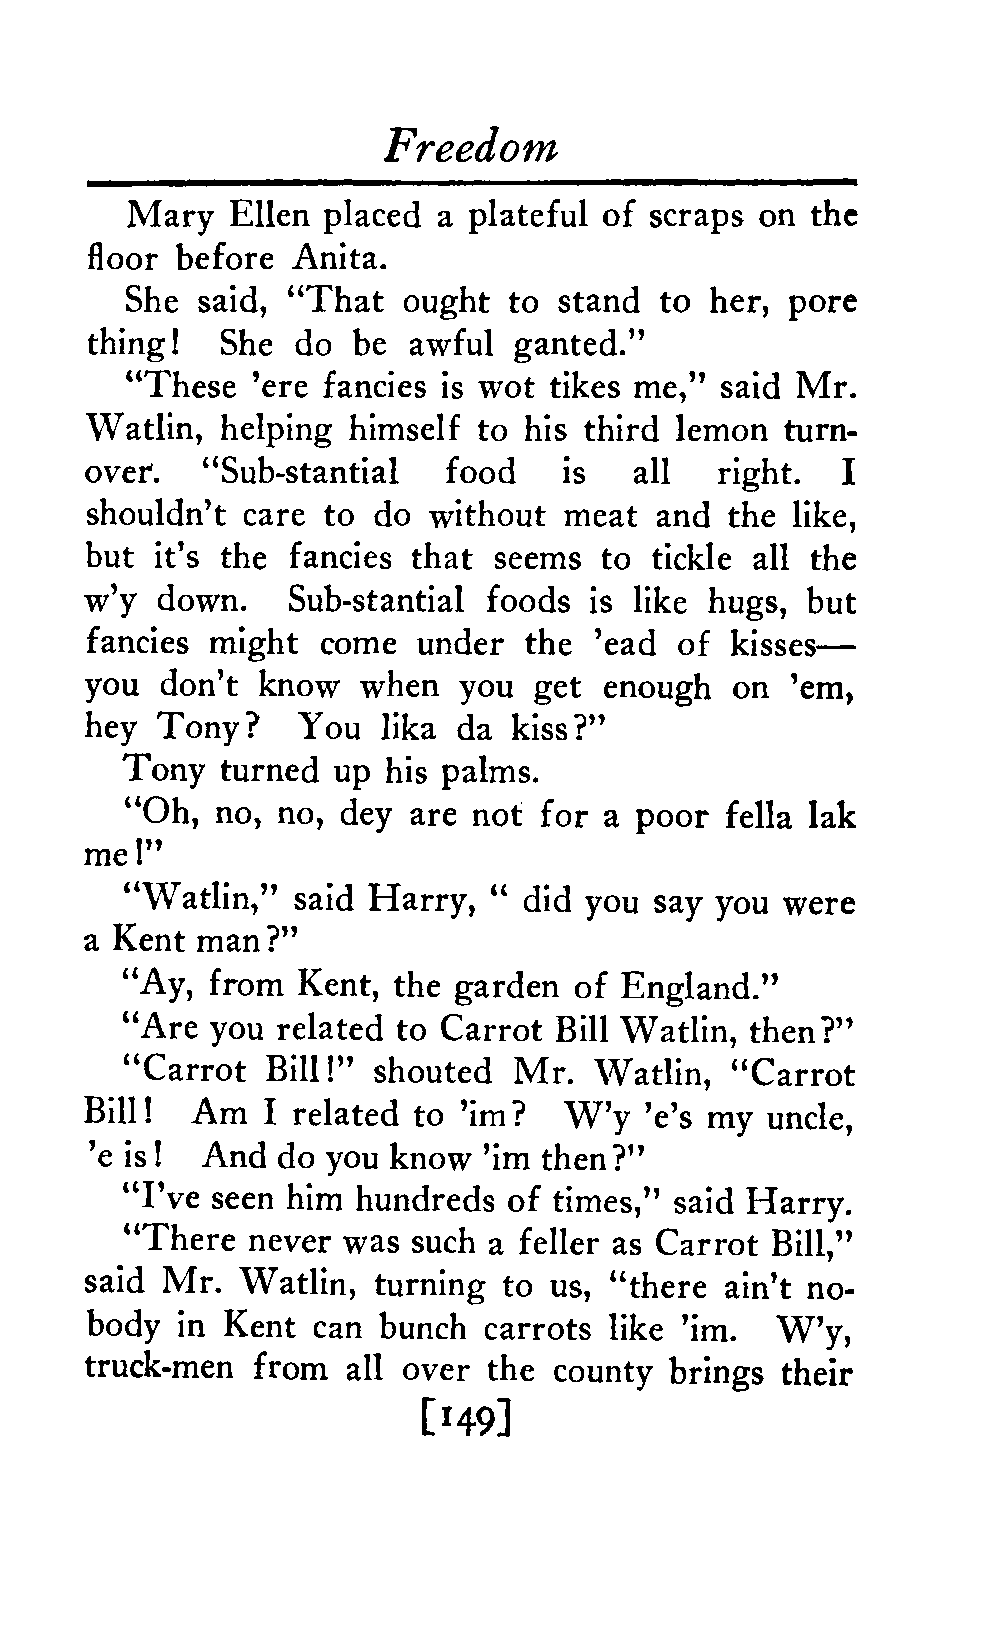 Freedom
Mary Ellen placed a plateful of scraps on the
floor before Anita.
She said, “That ought to stand to her, pore
thing! She do be awful ganted.”
“These ’ere fancies is wot tikes me,” said Mr.
Watlin, helping himself to his third lemon turn-
over. “Sub-stantial food is all right. I
shouldn’t care to do without meat and the like,
but it’s the fancies that seems to tickle all the
w’y down. Sub-stantial foods is like hugs, but
fancies might come under the ’ead of kisses—
you don’t know when you get enough on ’em,
hey Tony? You lika da kiss?”
Tony turned up his palms.
“Oh, no, no, dey are not for a poor fella lak
me!”
“Watlin,” said Harry, “ did you say you were
a Kent man?”
“Ay, from Kent, the garden of England.”
“Are you related to Carrot Bill Watlin, then?”
“Carrot Bill!” shouted Mr. Watlin, “Carrot
Bill! Am I related to ’im? W’y ’e’s my uncle,
’e is! And do you know ’im then?”
“I’ve seen him hundreds of times,” said Harry.
“There never was such a feller as Carrot Bill,”
said Mr. Watlin, turning to us, “there ain’t no-
body in Kent can bunch carrots like ’im. W’y,
truck-men from all over the county brings their
[149]